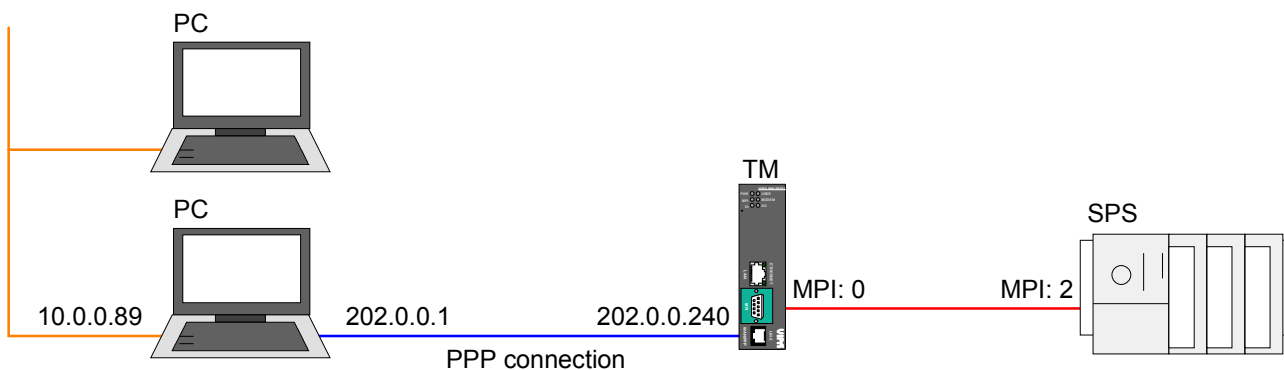 PC
PC
TM
SPS
MPI: 0
MPI: 2
10.0.0.89
202.0.0.1
202.0.0.240
PPP connection
VIPA